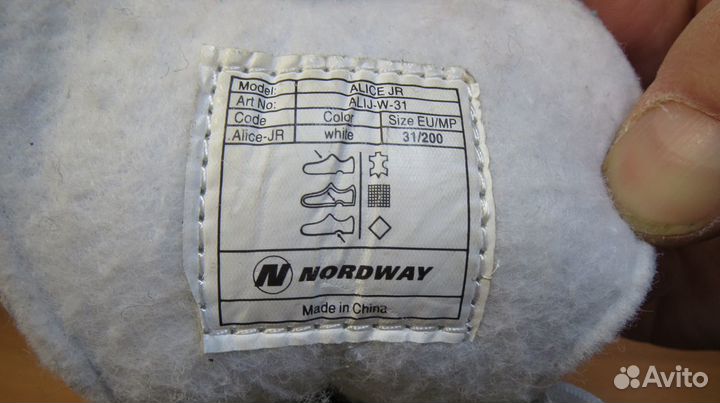 Model: ALICE JR
Art No: ALIJ-W-31
Code Color Size EU/MP
Alice-JR white 31/200
N NORDWAY
Made in China
Avito